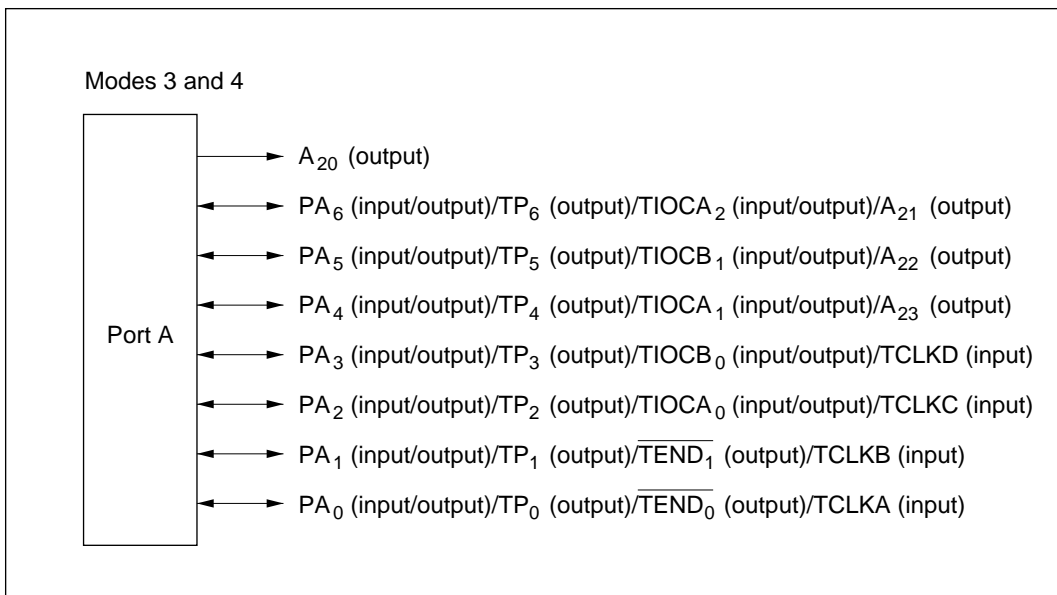 Modes 3 and 4
A₂₀ (output)
PA₆ (input/output)/TP₆ (output)/TIOCA₂ (input/output)/A₂₁ (output)
PA₅ (input/output)/TP₅ (output)/TIOCB₁ (input/output)/A₂₂ (output)
PA₄ (input/output)/TP₄ (output)/TIOCA₁ (input/output)/A₂₃ (output)
Port A
PA₃ (input/output)/TP₃ (output)/TIOCB₀ (input/output)/TCLKD (input)
PA₂ (input/output)/TP₂ (output)/TIOCA₀ (input/output)/TCLKC (input)
PA₁ (input/output)/TP₁ (output)/T̅E̅N̅D̅₁̅ (output)/TCLKB (input)
PA₀ (input/output)/TP₀ (output)/T̅E̅N̅D̅₀̅ (output)/TCLKA (input)